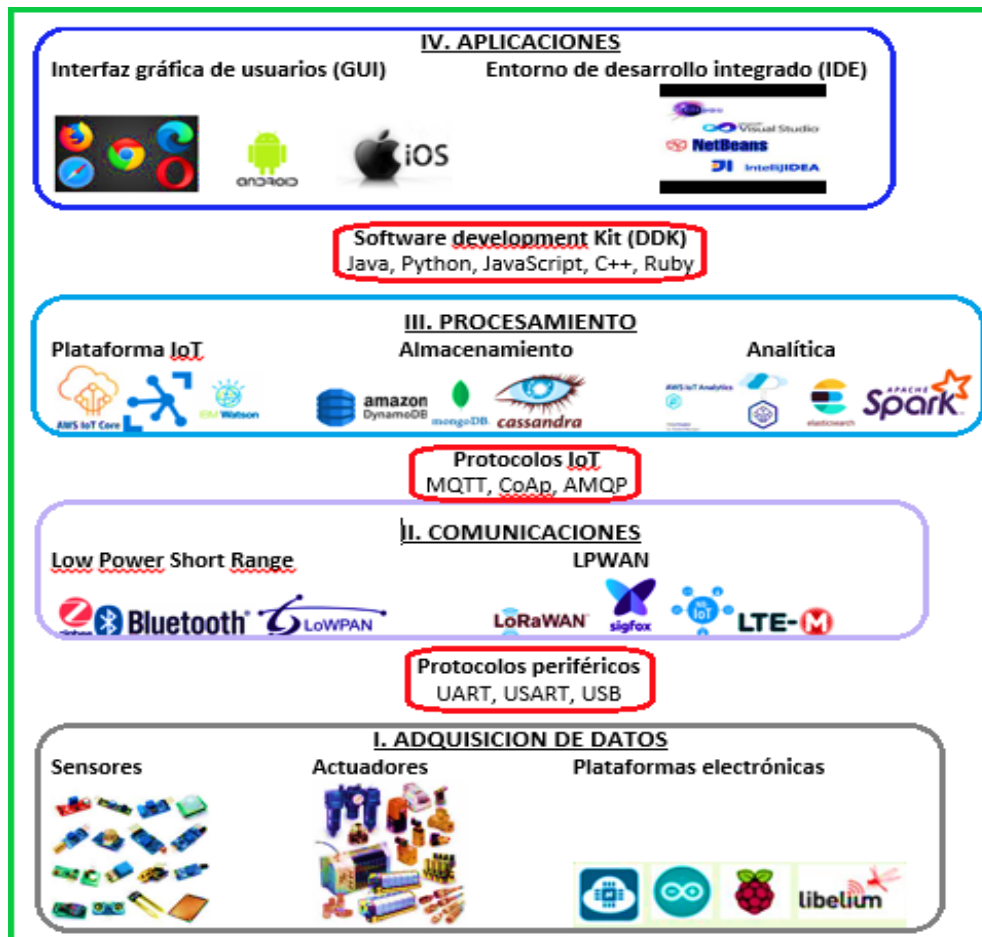 IV. APLICACIONES
Interfaz gráfica de usuarios (GUI)
Entorno de desarrollo integrado (IDE)
Visual Studio
NetBeans
IntelliJIDEA
ANDROID
iOS
Software development Kit (DDK)
Java, Python, JavaScript, C++, Ruby
III. PROCESAMIENTO
Plataforma IoT
Almacenamiento
Analítica
AWS IoT Core
IBM Watson
amazon
DynamoDB
mongoDB.
cassandra
AWS IoT Analytics
elasticsearch
APACHE
Spark
Protocolos IoT
MQTT, CoAp, AMQP
II. COMUNICACIONES
Low Power Short Range
LPWAN
Bluetooth®
LoWPAN
LoRaWAN
sigfox
IoT
LTE-M
Protocolos periféricos
UART, USART, USB
I. ADQUISICION DE DATOS
Sensores
Actuadores
Plataformas electrónicas
libelium